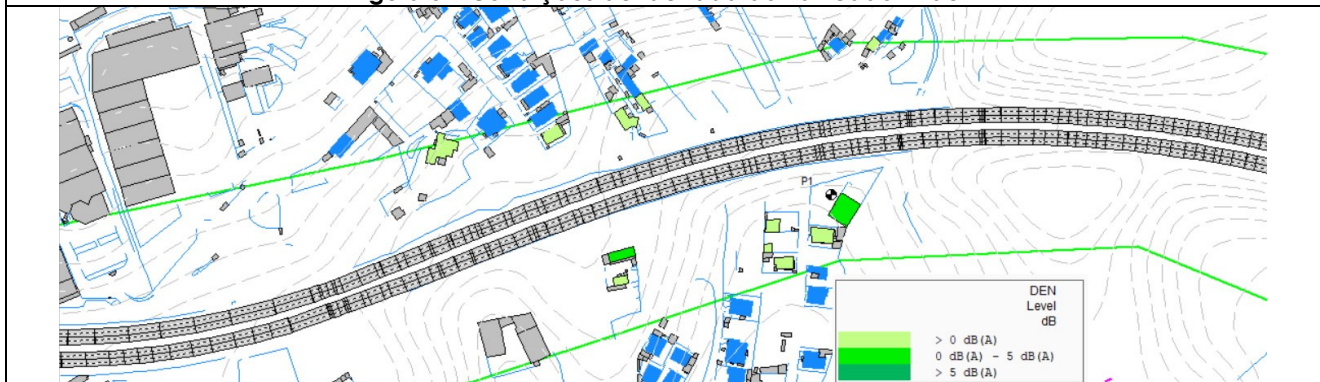 P1
DEN
Level
dB
> 0 dB(A)
0 dB(A) - 5 dB(A)
> 5 dB(A)